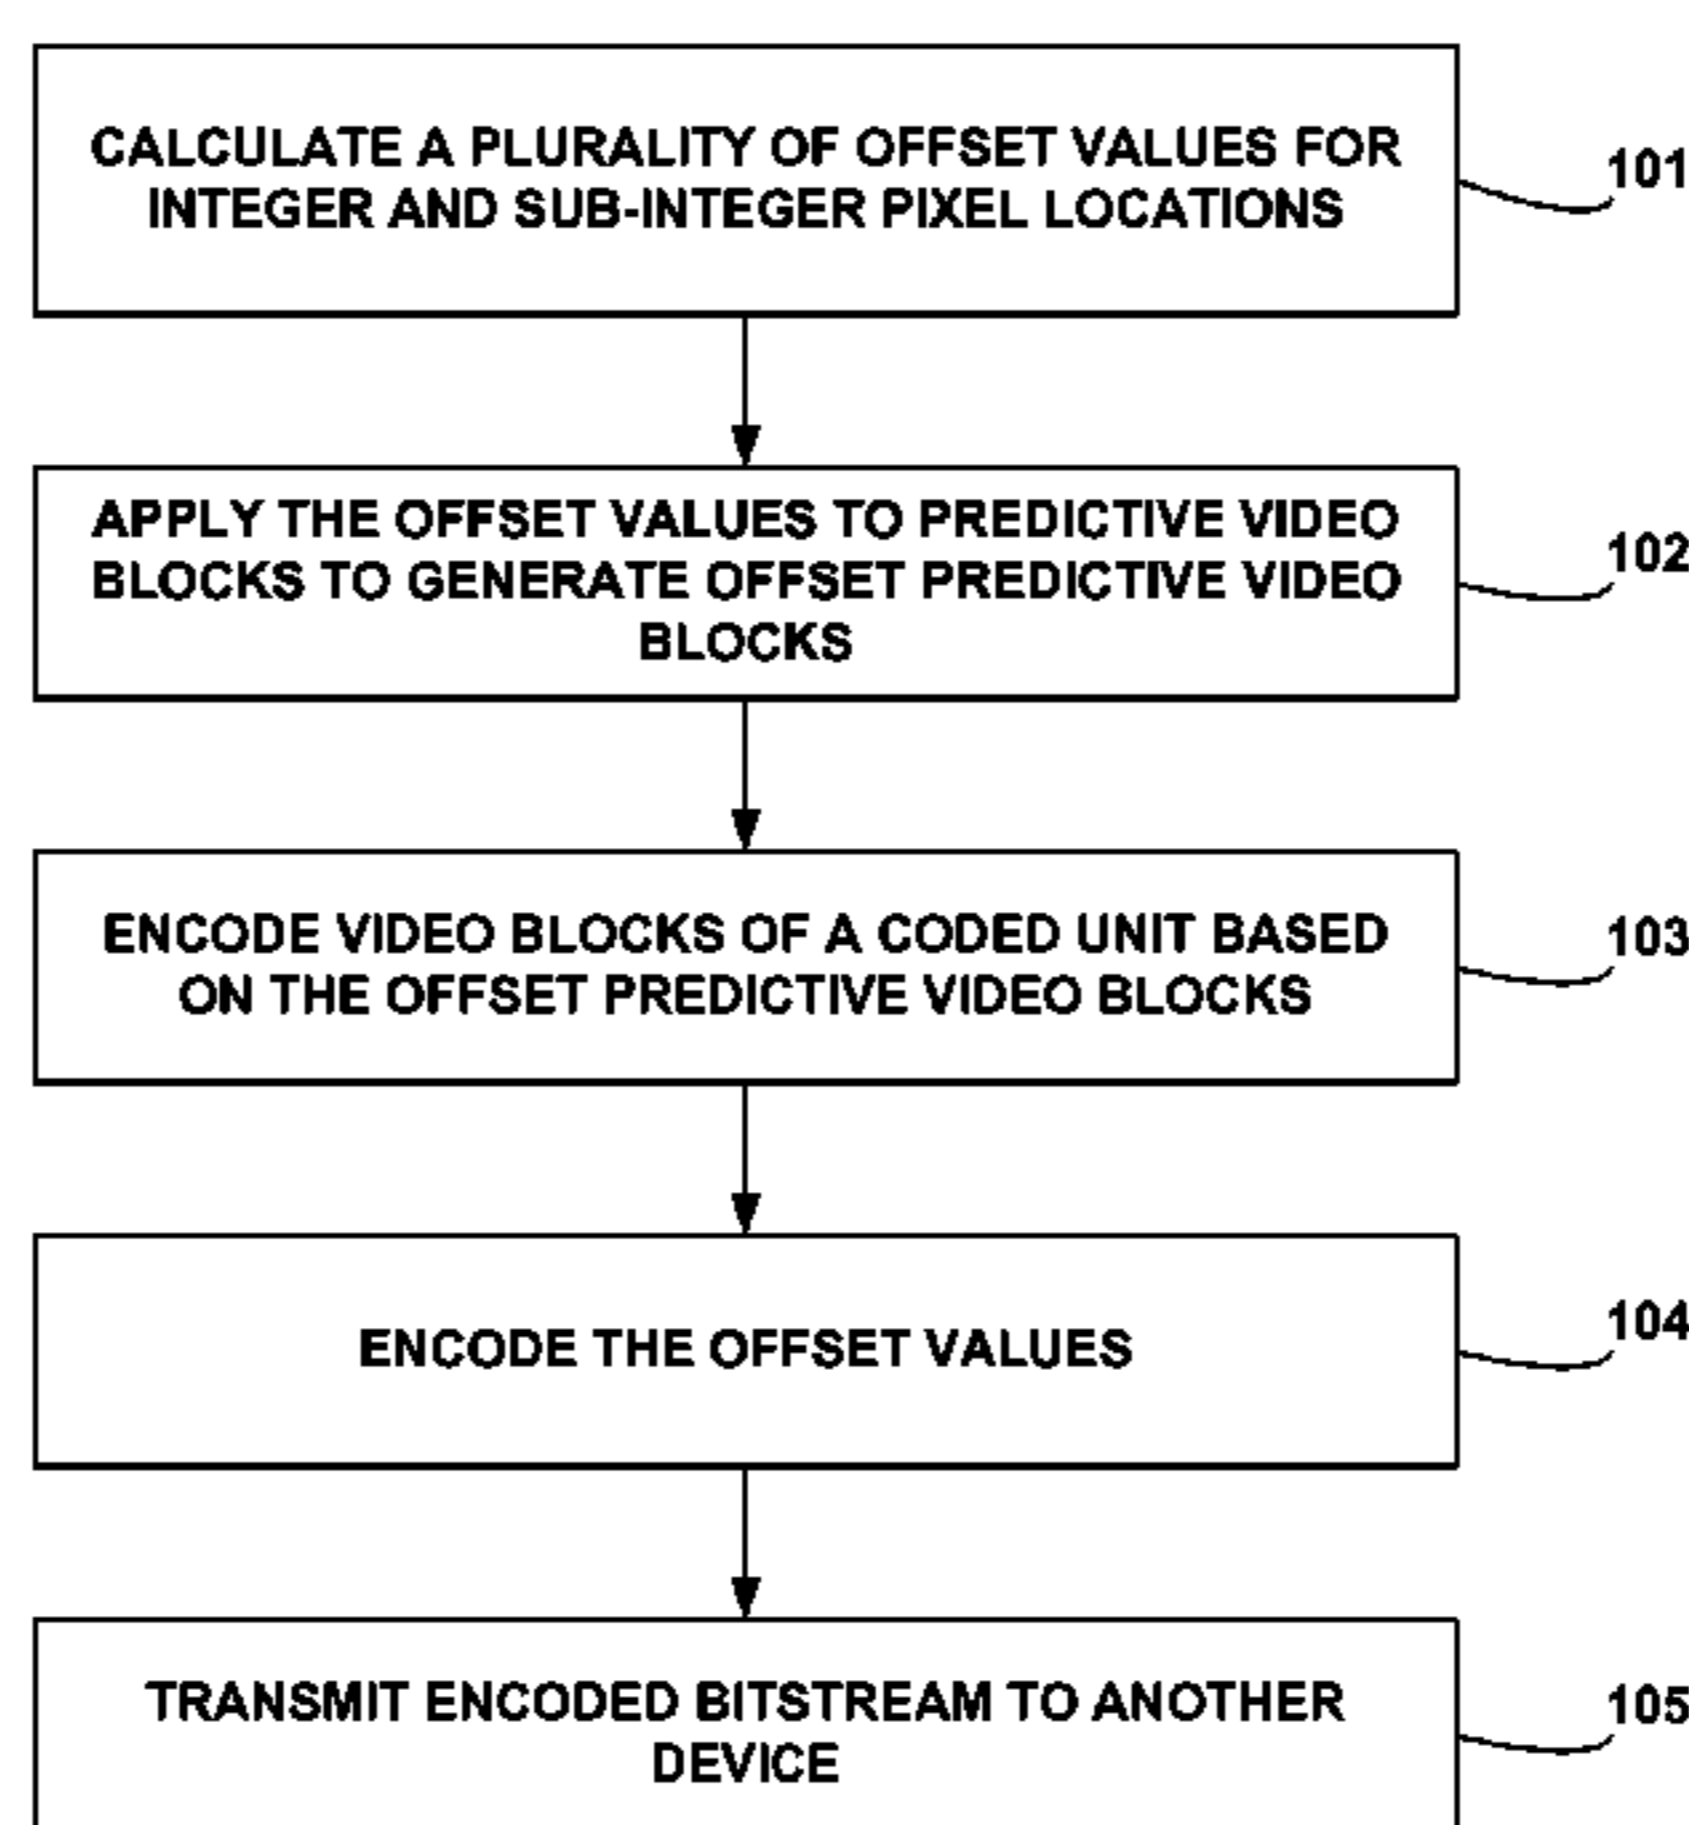 CALCULATE A PLURALITY OF OFFSET VALUES FOR
INTEGER AND SUB-INTEGER PIXEL LOCATIONS
101
APPLY THE OFFSET VALUES TO PREDICTIVE VIDEO
BLOCKS TO GENERATE OFFSET PREDICTIVE VIDEO
BLOCKS
102
ENCODE VIDEO BLOCKS OF A CODED UNIT BASED
ON THE OFFSET PREDICTIVE VIDEO BLOCKS
103
ENCODE THE OFFSET VALUES
104
TRANSMIT ENCODED BITSTREAM TO ANOTHER
DEVICE
105